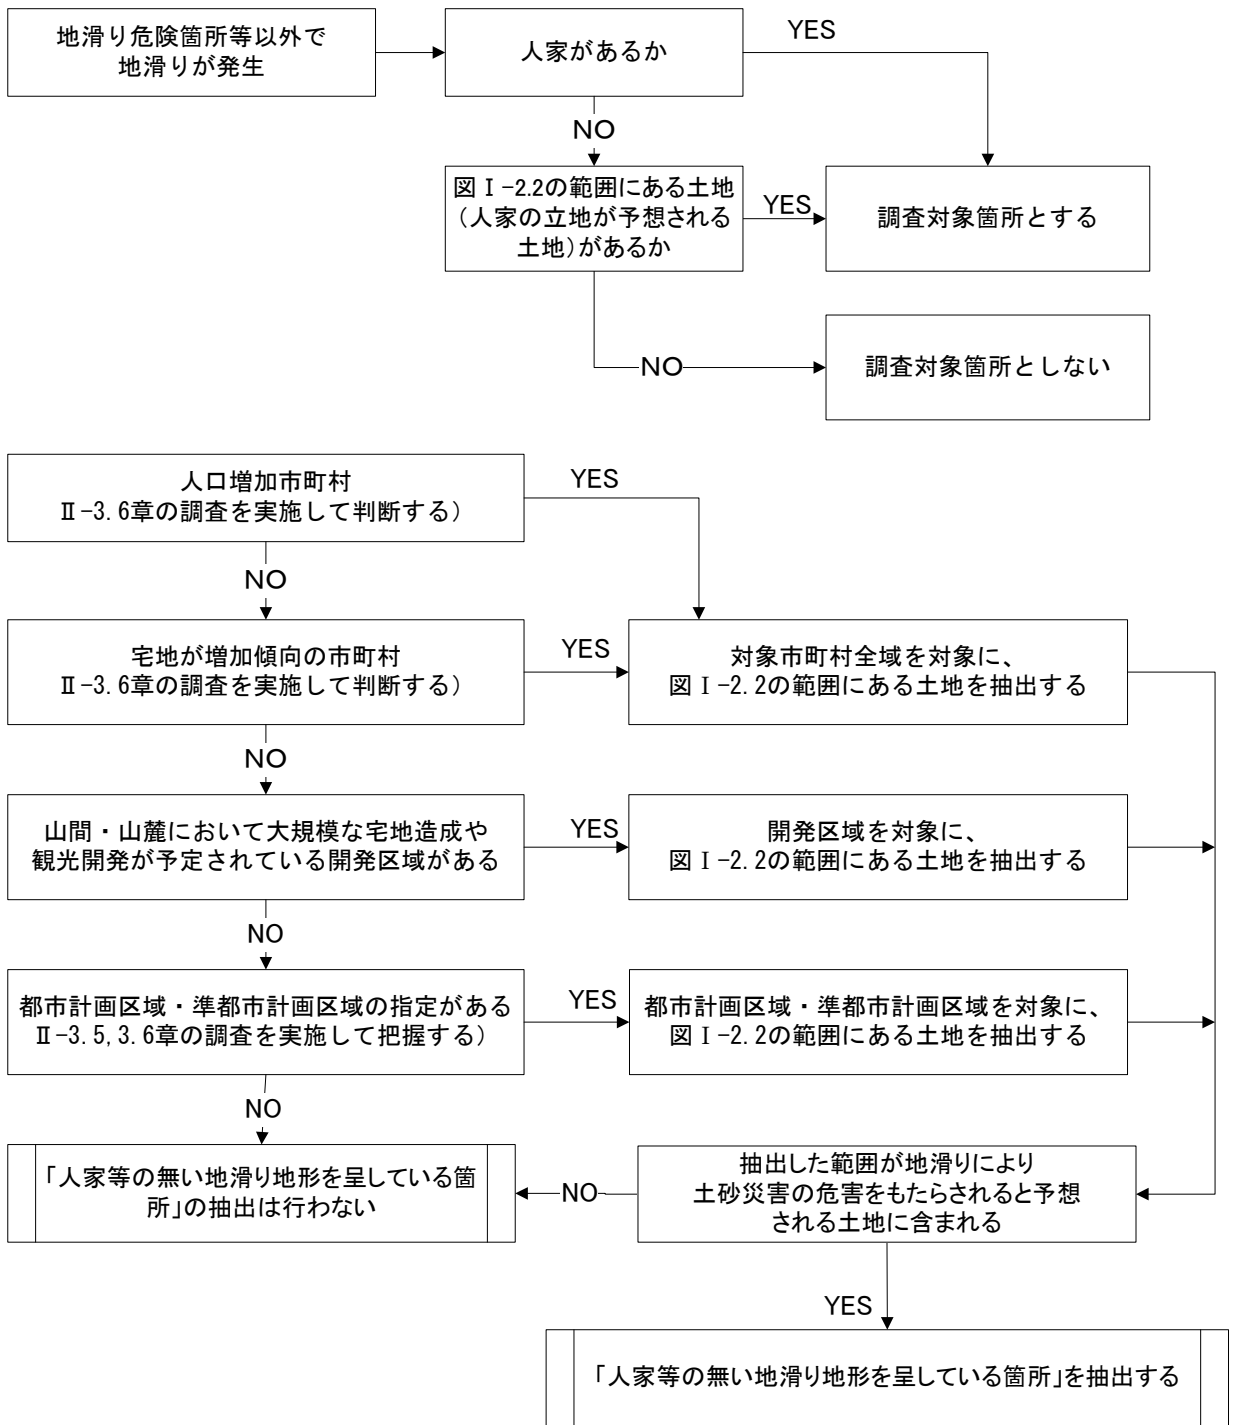 地滑り危険箇所等以外で
地滑りが発生
人家があるか
YES
NO
図Ⅰ-2.2の範囲にある土地
(人家の立地が予想される
土地)があるか
YES
調査対象箇所とする
NO
調査対象箇所としない
人口増加市町村
Ⅱ-3.6章の調査を実施して判断する)
YES
NO
宅地が増加傾向の市町村
Ⅱ-3.6章の調査を実施して判断する)
YES
対象市町村全域を対象に、
図Ⅰ-2.2の範囲にある土地を抽出する
NO
山間・山麓において大規模な宅地造成や
観光開発が予定されている開発区域がある
YES
開発区域を対象に、
図Ⅰ-2.2の範囲にある土地を抽出する
NO
都市計画区域・準都市計画区域の指定がある
Ⅱ-3.5,3.6章の調査を実施して把握する)
YES
都市計画区域・準都市計画区域を対象に、
図Ⅰ-2.2の範囲にある土地を抽出する
NO
「人家等の無い地滑り地形を呈している箇
所」の抽出は行わない
NO
抽出した範囲が地滑りにより
土砂災害の危害をもたらされると予想
される土地に含まれる
YES
「人家等の無い地滑り地形を呈している箇所」を抽出する